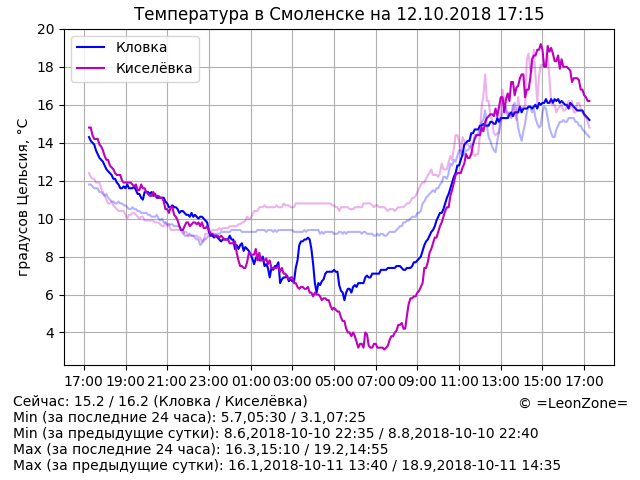 Температура в Смоленске на 12.10.2018 17:15
градусов Цельсия, °C
20
18
16
14
12
10
8
6
4
Кловка
Киселёвка
17:00 19:00 21:00 23:00 01:00 03:00 05:00 07:00 09:00 11:00 13:00 15:00 17:00
Сейчас: 15.2 / 16.2 (Кловка / Киселёвка)
© =LeonZone=
Min (за последние 24 часа): 5.7,05:30 / 3.1,07:25
Min (за предыдущие сутки): 8.6,2018-10-10 22:35 / 8.8,2018-10-10 22:40
Max (за последние 24 часа): 16.3,15:10 / 19.2,14:55
Max (за предыдущие сутки): 16.1,2018-10-11 13:40 / 18.9,2018-10-11 14:35